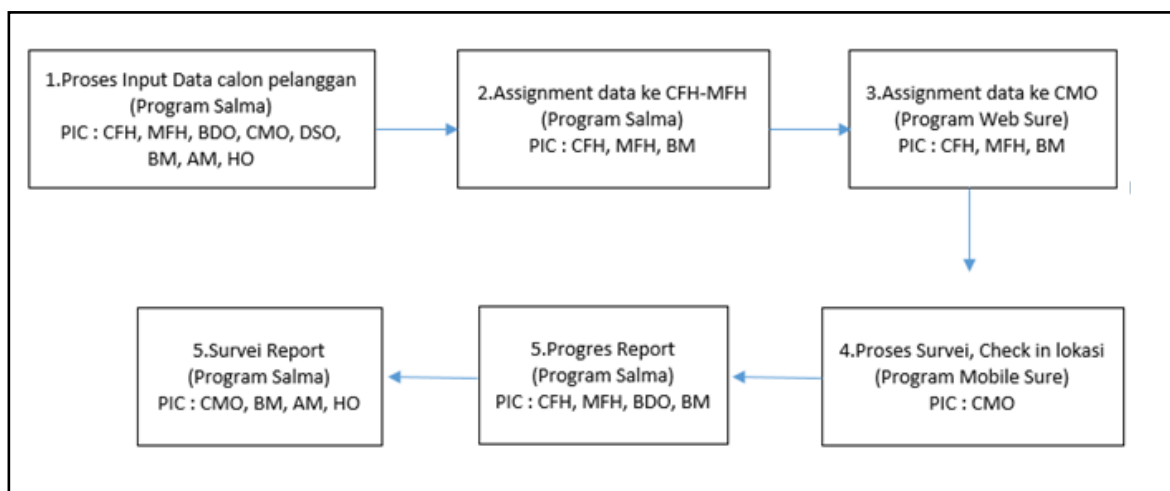 1.Proses Input Data calon pelanggan
(Program Salma)
PIC : CFH, MFH, BDO, CMO, DSO,
BM, AM, HO
2.Assignment data ke CFH-MFH
(Program Salma)
PIC : CFH, MFH, BM
3.Assignment data ke CMO
(Program Web Sure)
PIC : CFH, MFH, BM
4.Proses Survei, Check in lokasi
(Program Mobile Sure)
PIC : CMO
5.Progres Report
(Program Salma)
PIC : CFH, MFH, BDO, BM
5.Survei Report
(Program Salma)
PIC : CMO, BM, AM, HO